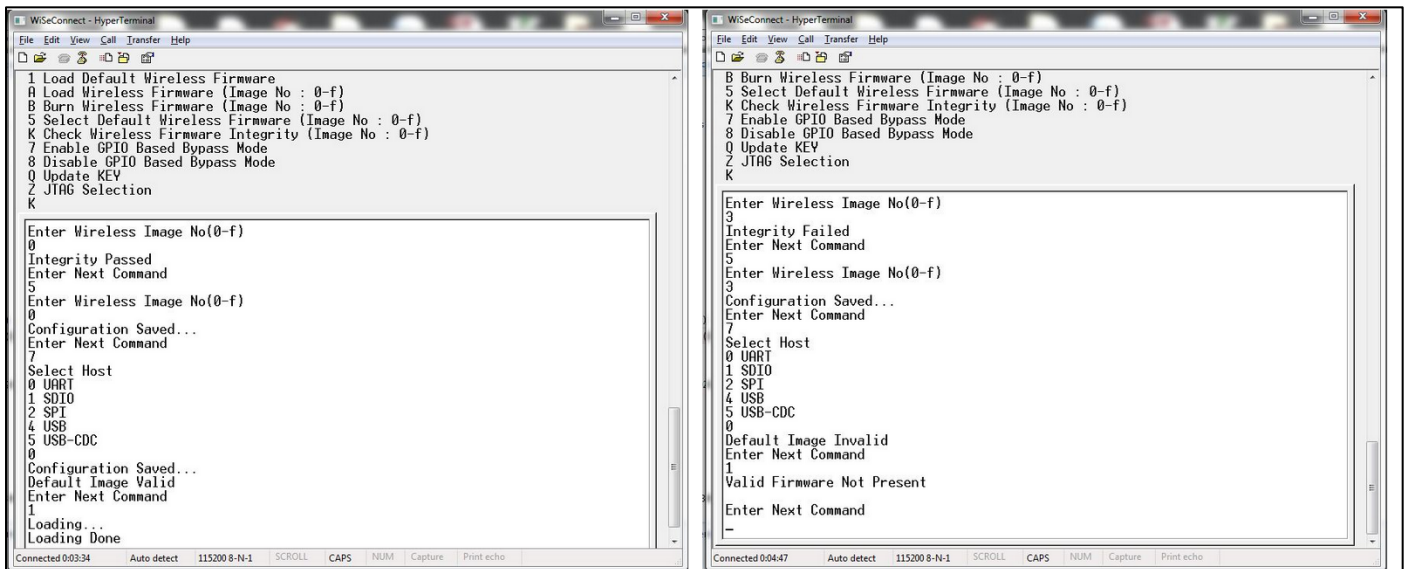 WiSeConnect - HyperTerminal
File Edit View Call Transfer Help
1 Load Default Wireless Firmware
A Load Wireless Firmware (Image No : 0-f)
B Burn Wireless Firmware (Image No : 0-f)
5 Select Default Wireless Firmware (Image No : 0-f)
K Check Wireless Firmware Integrity (Image No : 0-f)
7 Enable GPIO Based Bypass Mode
8 Disable GPIO Based Bypass Mode
Q Update KEY
Z JTAG Selection
K
Enter Wireless Image No(0-f)
0
Integrity Passed
Enter Next Command
5
Enter Wireless Image No(0-f)
0
Configuration Saved...
Enter Next Command
7
Select Host
0 UART
1 SDIO
2 SPI
4 USB
5 USB-CDC
0
Configuration Saved...
Default Image Valid
Enter Next Command
1
Loading...
Loading Done
Connected 0:03:34 Auto detect 115200 8-N-1 SCROLL CAPS NUM Capture Print echo
WiSeConnect - HyperTerminal
File Edit View Call Transfer Help
B Burn Wireless Firmware (Image No : 0-f)
5 Select Default Wireless Firmware (Image No : 0-f)
K Check Wireless Firmware Integrity (Image No : 0-f)
7 Enable GPIO Based Bypass Mode
8 Disable GPIO Based Bypass Mode
Q Update KEY
Z JTAG Selection
K
Enter Wireless Image No(0-f)
3
Integrity Failed
Enter Next Command
5
Enter Wireless Image No(0-f)
3
Configuration Saved...
Enter Next Command
7
Select Host
0 UART
1 SDIO
2 SPI
4 USB
5 USB-CDC
0
Default Image Invalid
Enter Next Command
1
Valid Firmware Not Present
Enter Next Command
_
Connected 0:04:47 Auto detect 115200 8-N-1 SCROLL CAPS NUM Capture Print echo